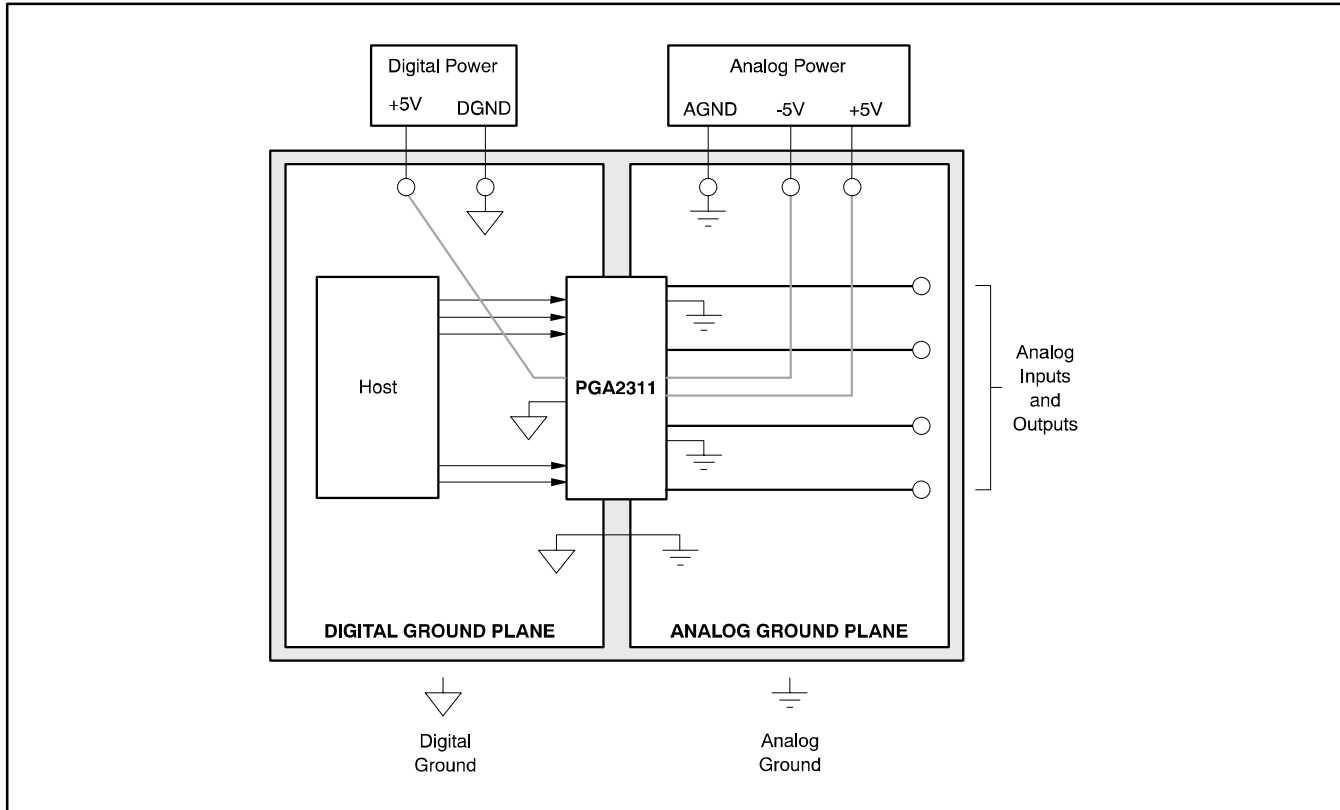 Digital Power
+5V
DGND
Analog Power
AGND
-5V
+5V
Host
PGA2311
Analog
Inputs
and
Outputs
DIGITAL GROUND PLANE
ANALOG GROUND PLANE
Digital
Ground
Analog
Ground